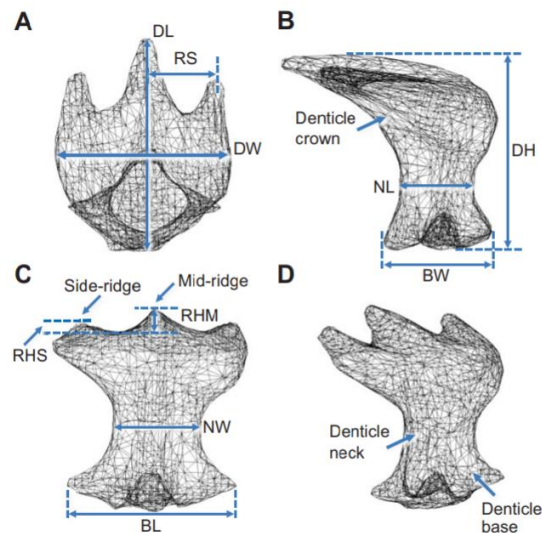 A
DL
RS
DW
B
Denticle
crown
NL
DH
BW
C
Side-ridge
Mid-ridge
RHM
RHS
NW
BL
D
Denticle
neck
Denticle
base